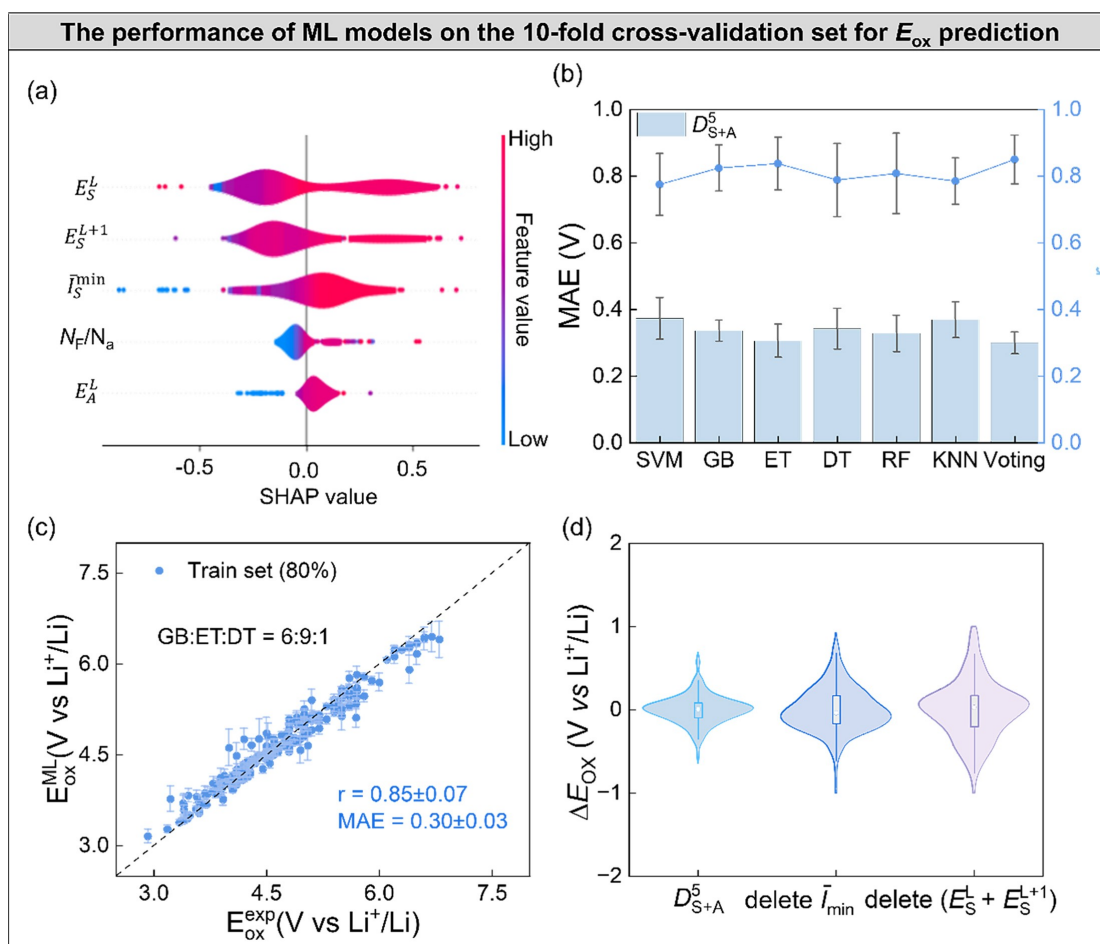 The performance of ML models on the 10-fold cross-validation set for E_ox prediction
(a)
E_S^L
E_S^{L+1}
Ī_S^min
N_F/N_a
E_A^L
-0.5
0.0
0.5
SHAP value
High
Feature value
Low
(b)
D_{S+A}^5
MAE (V)
1.0
0.8
0.6
0.4
0.2
0.0
1.0
0.8
0.6
0.4
0.2
0.0
SVM GB ET DT RF KNN Voting
(c)
Train set (80%)
GB:ET:DT = 6:9:1
r = 0.85±0.07
MAE = 0.30±0.03
E_ox^ML(V vs Li⁺/Li)
7.5
6.0
4.5
3.0
3.0
4.5
6.0
7.5
E_ox^exp(V vs Li⁺/Li)
(d)
ΔE_OX (V vs Li⁺/Li)
2
1
0
−1
−2
D_{S+A}^5 delete Ī_min delete (E_S^L + E_S^{L+1})